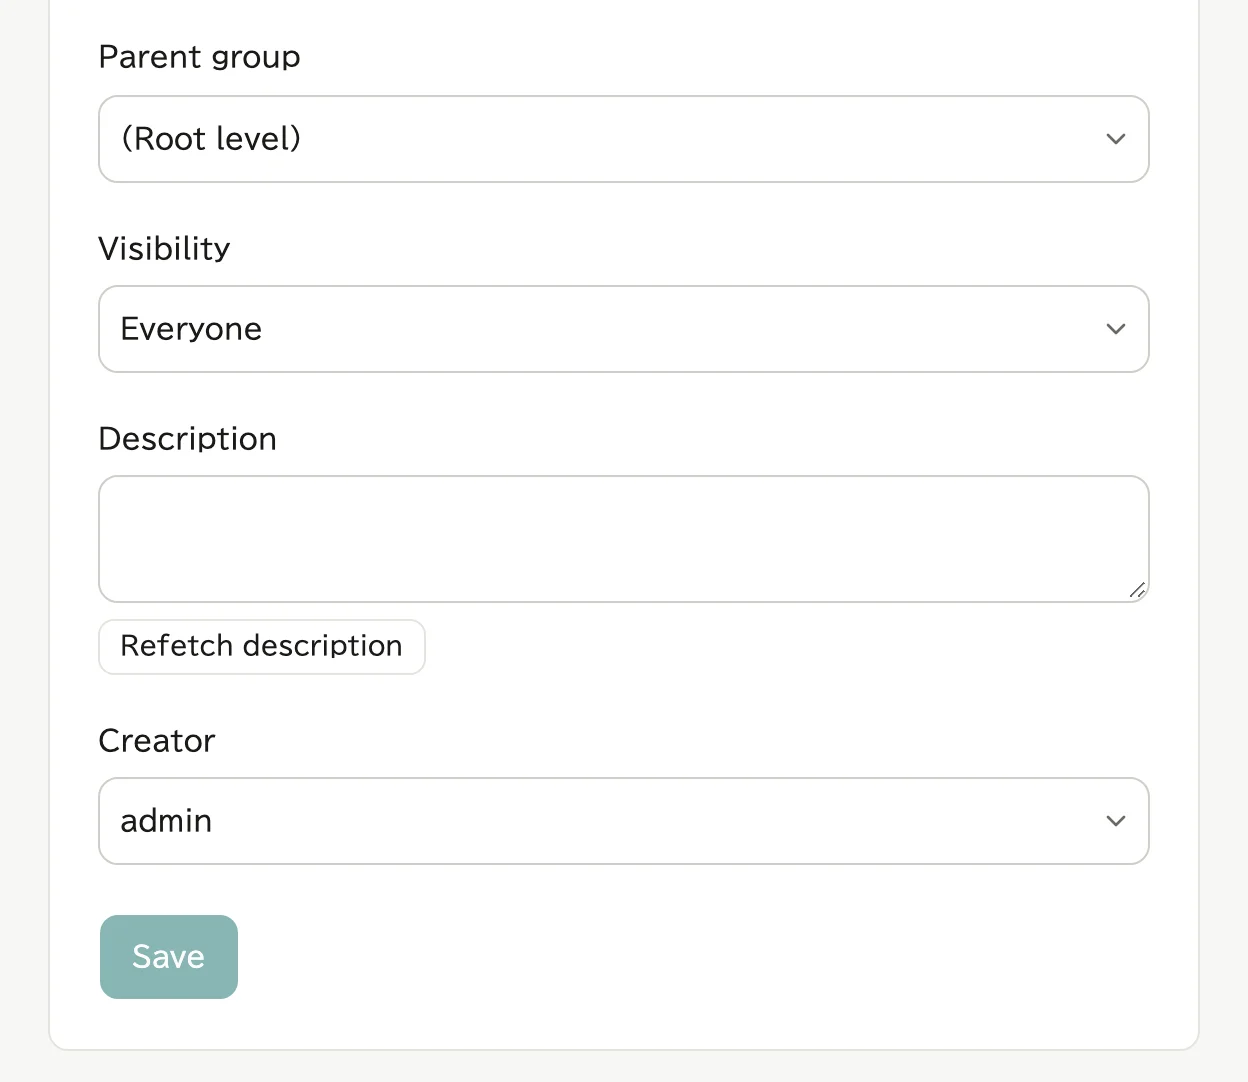 Parent group
(Root level)
Visibility
Everyone
Description
Refetch description
Creator
admin
Save